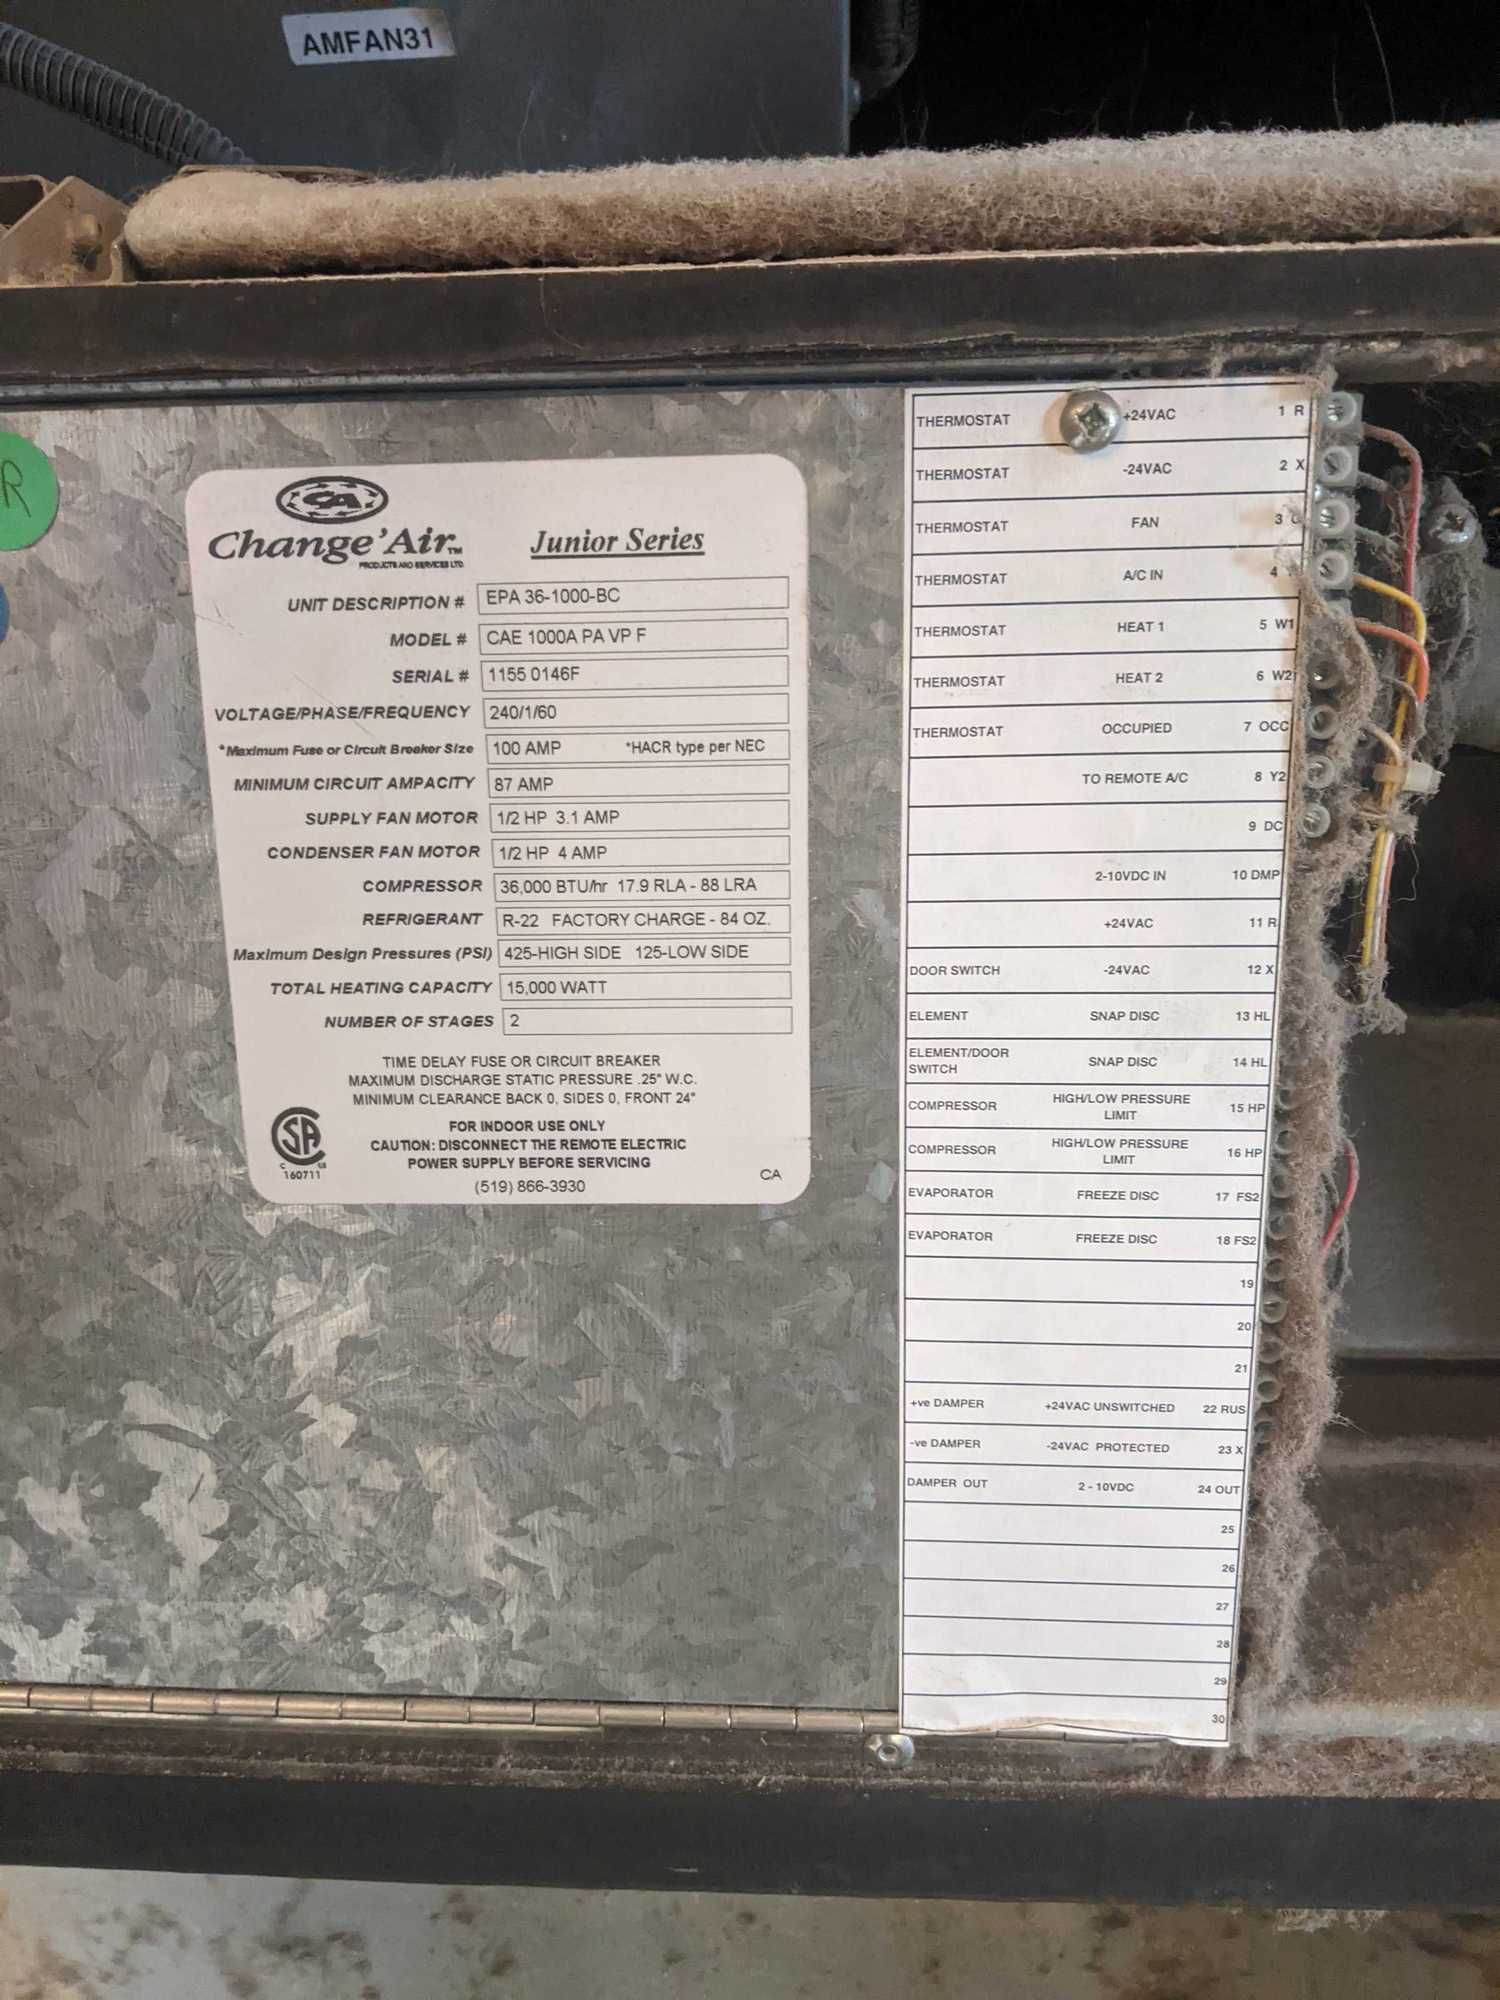 AMFAN31
R
CA
Change'Air™
PRODUCTS AND SERVICES LTD.
Junior Series
UNIT DESCRIPTION # EPA 36-1000-BC
MODEL # CAE 1000A PA VP F
SERIAL # 1155 0146F
VOLTAGE/PHASE/FREQUENCY 240/1/60
*Maximum Fuse or Circuit Breaker Size 100 AMP *HACR type per NEC
MINIMUM CIRCUIT AMPACITY 87 AMP
SUPPLY FAN MOTOR 1/2 HP 3.1 AMP
CONDENSER FAN MOTOR 1/2 HP 4 AMP
COMPRESSOR 36,000 BTU/hr 17.9 RLA - 88 LRA
REFRIGERANT R-22 FACTORY CHARGE - 84 OZ.
Maximum Design Pressures (PSI) 425-HIGH SIDE 125-LOW SIDE
TOTAL HEATING CAPACITY 15,000 WATT
NUMBER OF STAGES 2
TIME DELAY FUSE OR CIRCUIT BREAKER
MAXIMUM DISCHARGE STATIC PRESSURE .25" W.C.
MINIMUM CLEARANCE BACK 0, SIDES 0, FRONT 24"
FOR INDOOR USE ONLY
CAUTION: DISCONNECT THE REMOTE ELECTRIC
POWER SUPPLY BEFORE SERVICING
(519) 866-3930
CA
SA
C US
160711
THERMOSTAT +24VAC 1 R
THERMOSTAT -24VAC 2 X
THERMOSTAT FAN 3
THERMOSTAT A/C IN 4
THERMOSTAT HEAT 1 5 W1
THERMOSTAT HEAT 2 6 W2
THERMOSTAT OCCUPIED 7 OCC
TO REMOTE A/C 8 Y2
9 DC
2-10VDC IN 10 DMP
+24VAC 11 R
DOOR SWITCH -24VAC 12 X
ELEMENT SNAP DISC 13 HL
ELEMENT/DOOR
SWITCH SNAP DISC 14 HL
COMPRESSOR HIGH/LOW PRESSURE
LIMIT 15 HP
COMPRESSOR HIGH/LOW PRESSURE
LIMIT 16 HP
EVAPORATOR FREEZE DISC 17 FS2
EVAPORATOR FREEZE DISC 18 FS2
19
20
21
+ve DAMPER +24VAC UNSWITCHED 22 RUS
-ve DAMPER -24VAC PROTECTED 23 X
DAMPER OUT 2 - 10VDC 24 OUT
25
26
27
28
29
30